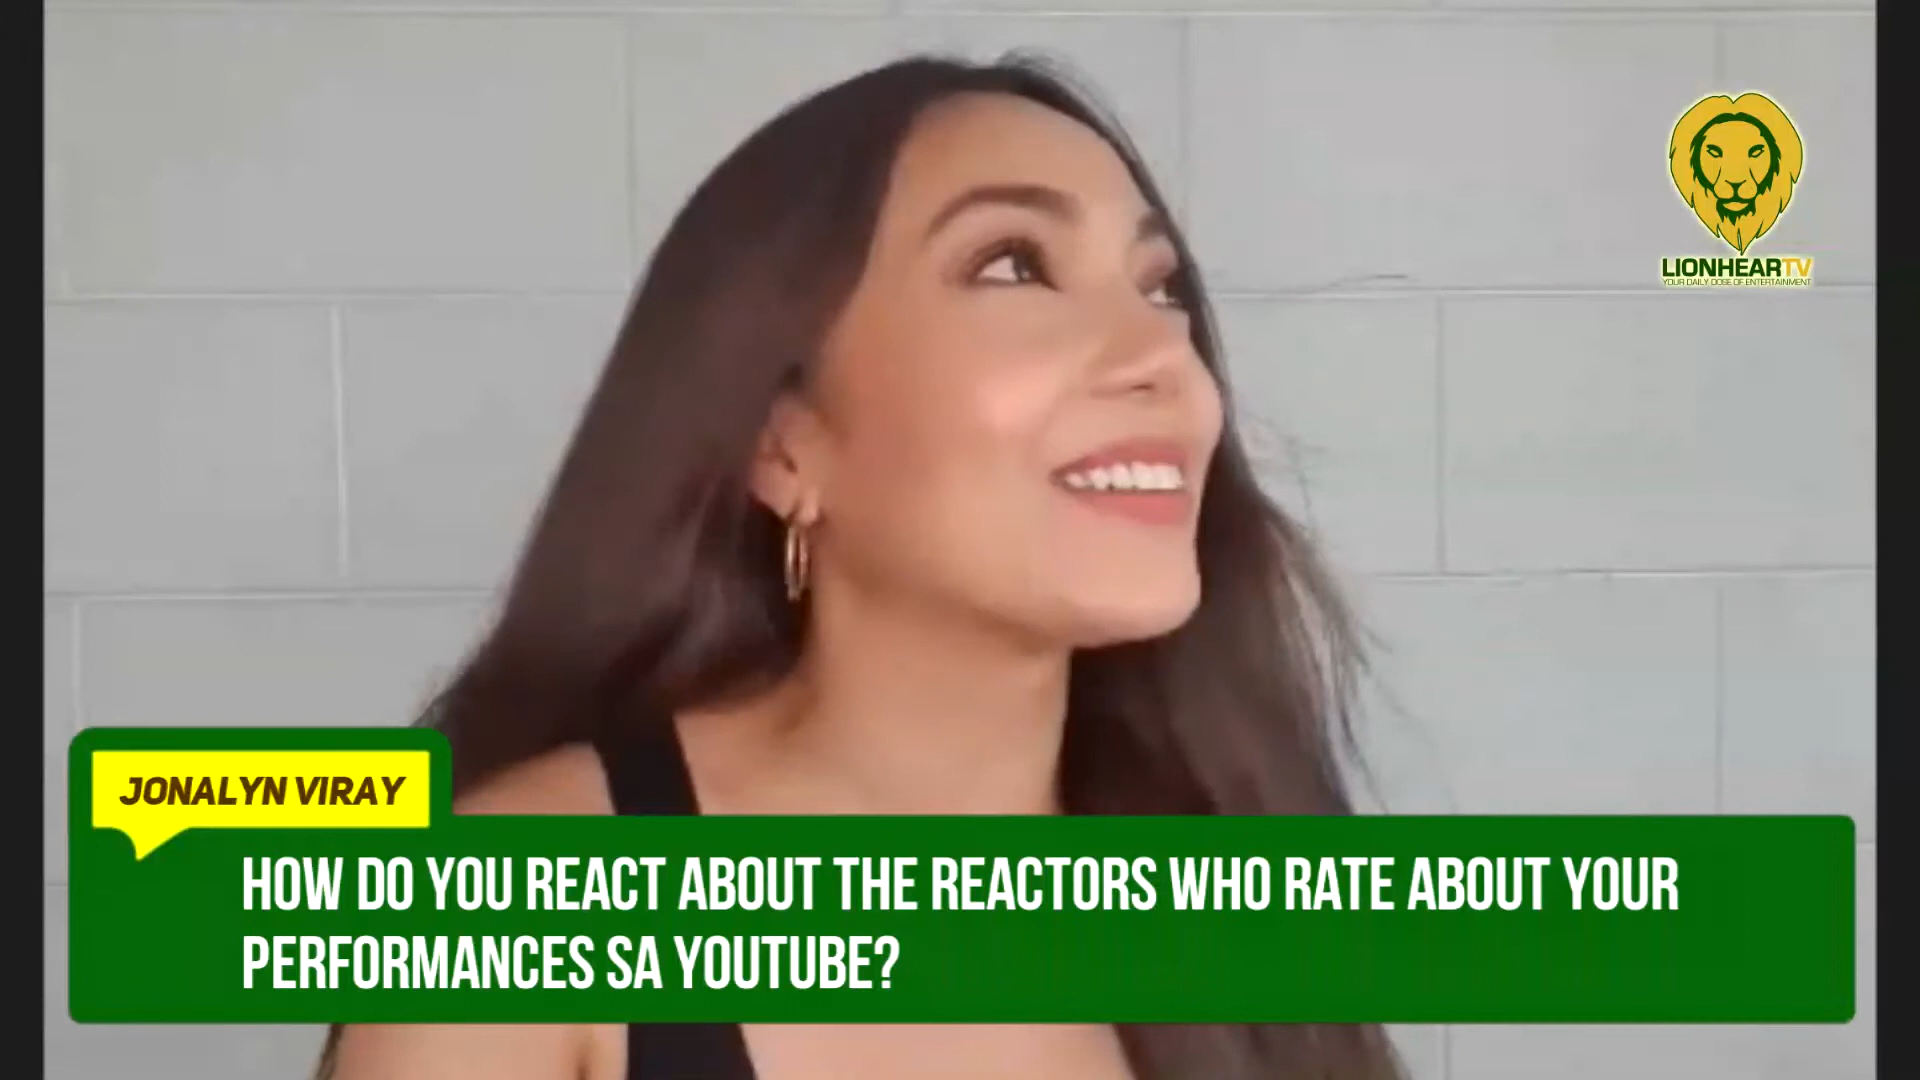 LIONHEARTV
YOUR DAILY DOSE OF ENTERTAINMENT
JONALYN VIRAY
HOW DO YOU REACT ABOUT THE REACTORS WHO RATE ABOUT YOUR
PERFORMANCES SA YOUTUBE?